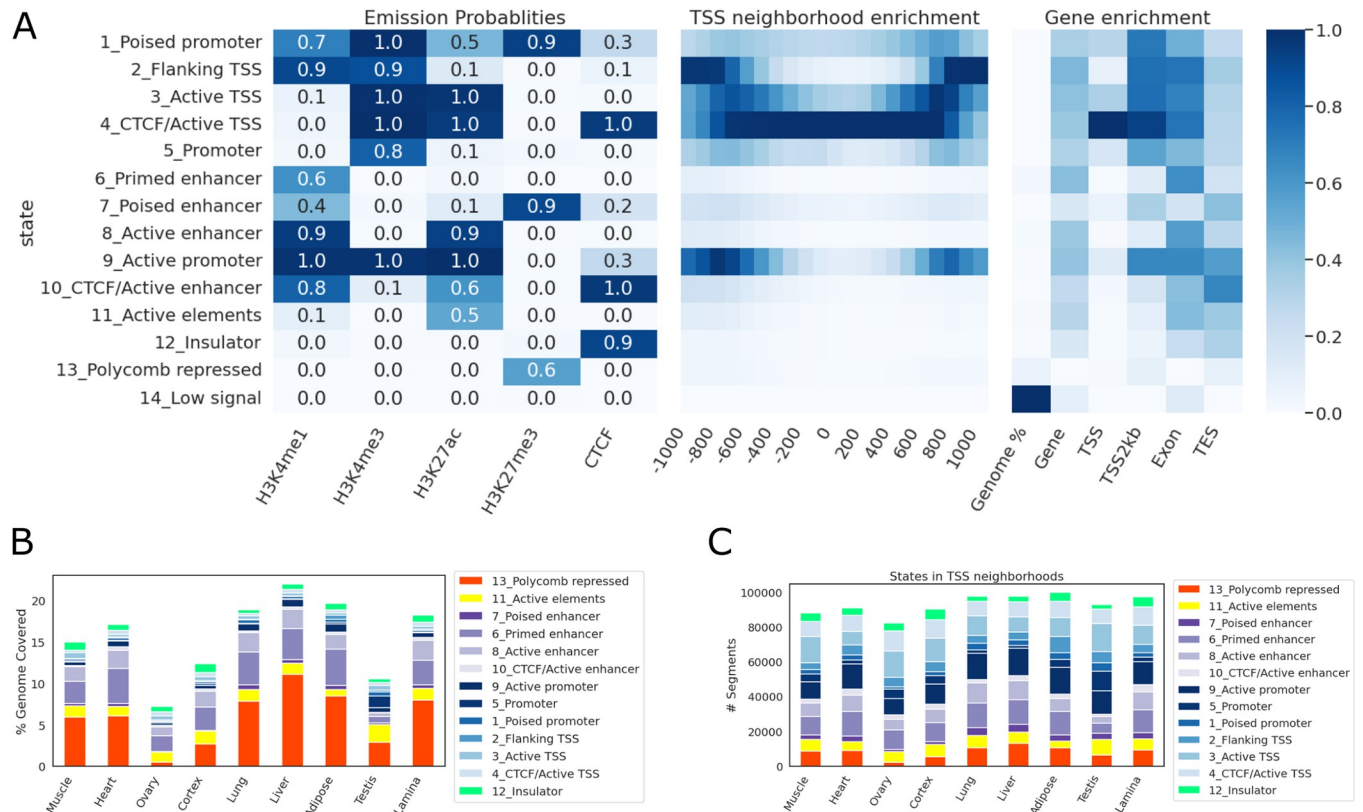 A
Emission Probablities
TSS neighborhood enrichment
Gene enrichment
state
1_Poised promoter 0.7 1.0 0.5 0.9 0.3
2_Flanking TSS 0.9 0.9 0.1 0.0 0.1
3_Active TSS 0.1 1.0 1.0 0.0 0.0
4_CTCF/Active TSS 0.0 1.0 1.0 0.0 1.0
5_Promoter 0.0 0.8 0.1 0.0 0.0
6_Primed enhancer 0.6 0.0 0.0 0.0 0.0
7_Poised enhancer 0.4 0.0 0.1 0.9 0.2
8_Active enhancer 0.9 0.0 0.9 0.0 0.0
9_Active promoter 1.0 1.0 1.0 0.0 0.3
10_CTCF/Active enhancer 0.8 0.1 0.6 0.0 1.0
11_Active elements 0.1 0.0 0.5 0.0 0.0
12_Insulator 0.0 0.0 0.0 0.0 0.9
13_Polycomb repressed 0.0 0.0 0.0 0.6 0.0
14_Low signal 0.0 0.0 0.0 0.0 0.0
H3K4me1 H3K4me3 H3K27ac H3K27me3 CTCF
-1000 -800 -600 -400 -200 0 200 400 600 800 1000
Genome % Gene TSS TSS2kb Exon TES
1.0
0.8
0.6
0.4
0.2
0.0
B
% Genome Covered
20
15
10
5
0
Muscle Heart Ovary Cortex Lung Liver Adipose Testis Lamina
13_Polycomb repressed
11_Active elements
7_Poised enhancer
6_Primed enhancer
8_Active enhancer
10_CTCF/Active enhancer
9_Active promoter
5_Promoter
1_Poised promoter
2_Flanking TSS
3_Active TSS
4_CTCF/Active TSS
12_Insulator
C
States in TSS neighborhoods
# Segments
100000
80000
60000
40000
20000
0
Muscle Heart Ovary Cortex Lung Liver Adipose Testis Lamina
13_Polycomb repressed
11_Active elements
7_Poised enhancer
6_Primed enhancer
8_Active enhancer
10_CTCF/Active enhancer
9_Active promoter
5_Promoter
1_Poised promoter
2_Flanking TSS
3_Active TSS
4_CTCF/Active TSS
12_Insulator